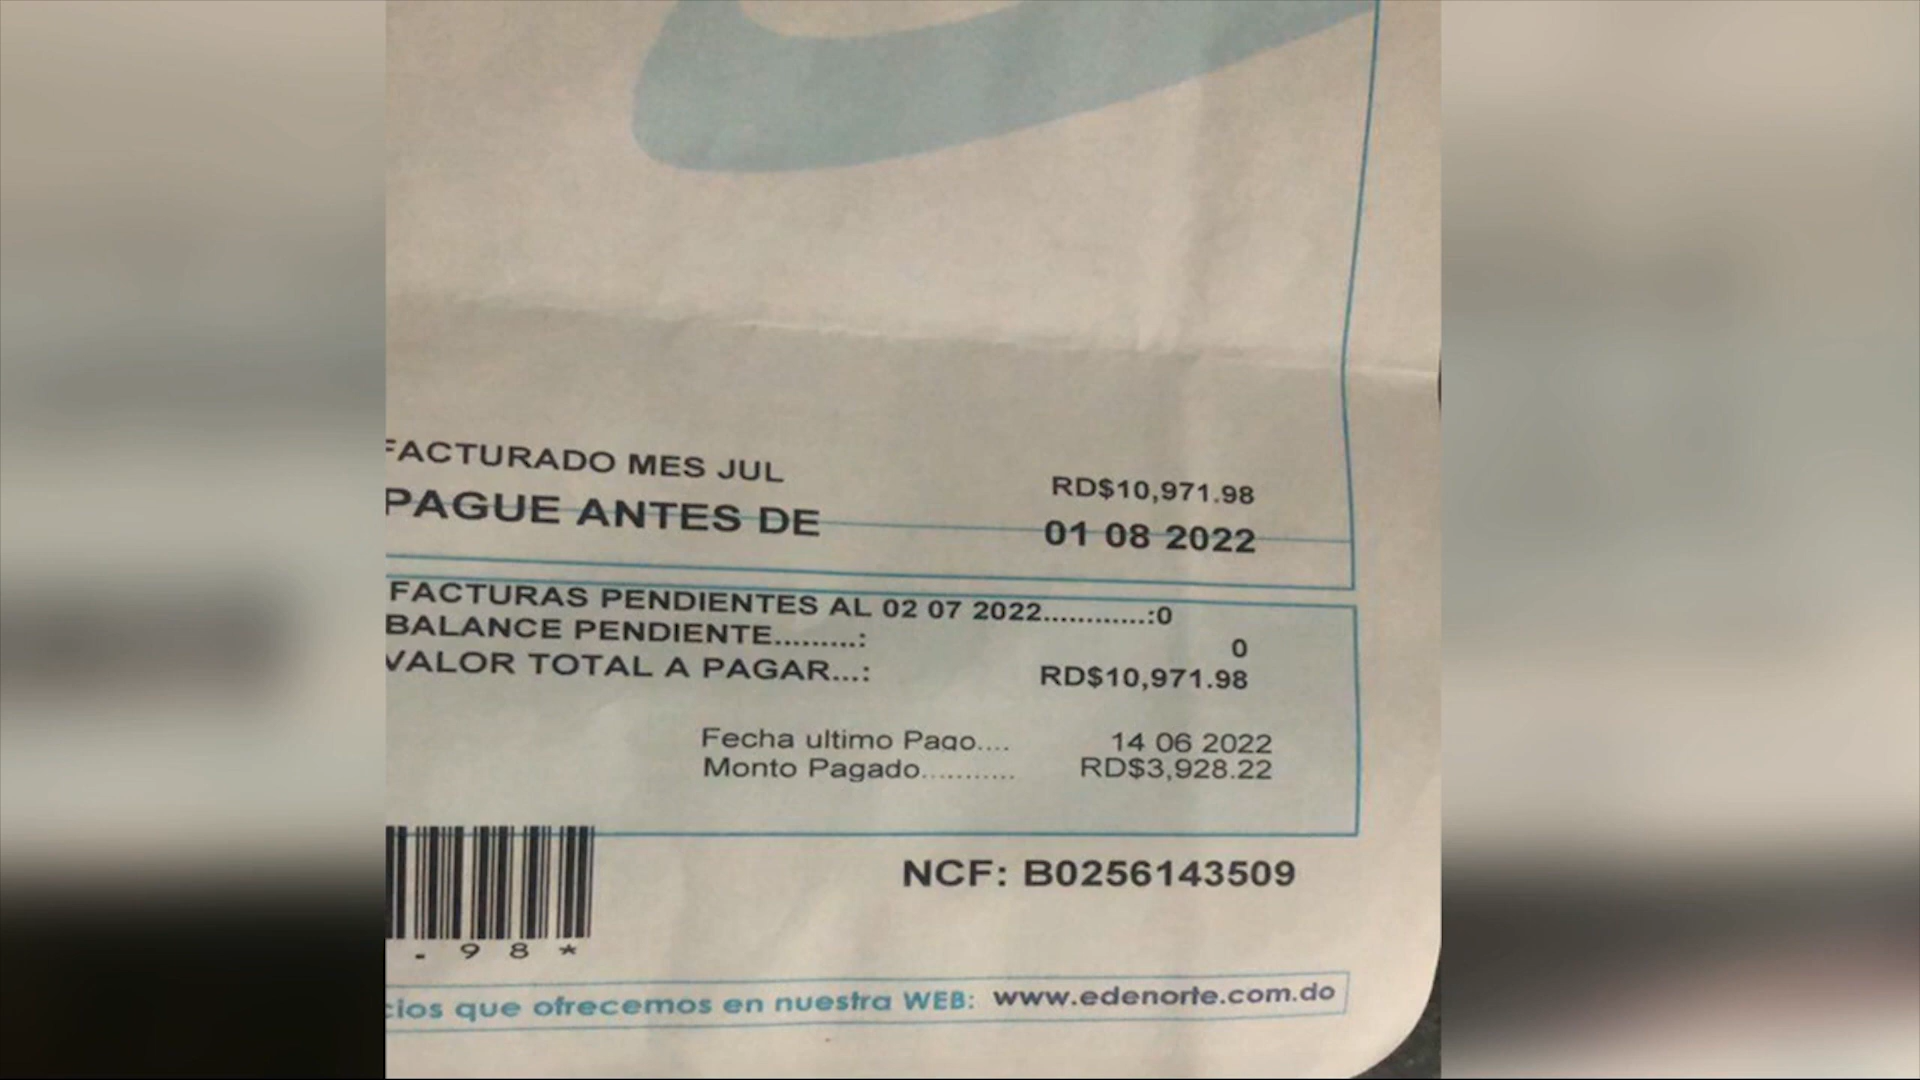 FACTURADO MES JUL RD$10,971.98
PAGUE ANTES DE 01 08 2022
FACTURAS PENDIENTES AL 02 07 2022............:0
BALANCE PENDIENTE.........: 0
VALOR TOTAL A PAGAR...: RD$10,971.98
Fecha ultimo Pago.... 14 06 2022
Monto Pagado........... RD$3,928.22
NCF: B0256143509
. 9 8 *
cios que ofrecemos en nuestra WEB: www.edenorte.com.do